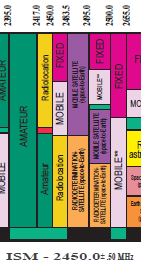 2395.0
2417.0
2450.0
2483.5
2495.0
2500.0
2655.0
AMATEUR
MOBILE
AMATEUR
Radiolocation
Amateur
FIXED
MOBILE
Radiolocation
MOBILE SATELLITE
(space-to-Earth)
RADIODETERMINATION-
SATELLITE (space-to-Earth)
FIXED
MOBILE**
MOBILE SATELLITE
(space-to-Earth)
RADIODETERMINATION-
SATELLITE (space-to-Earth)
FIXED
MOBILE**
ISM – 2450.0± 50 MHz